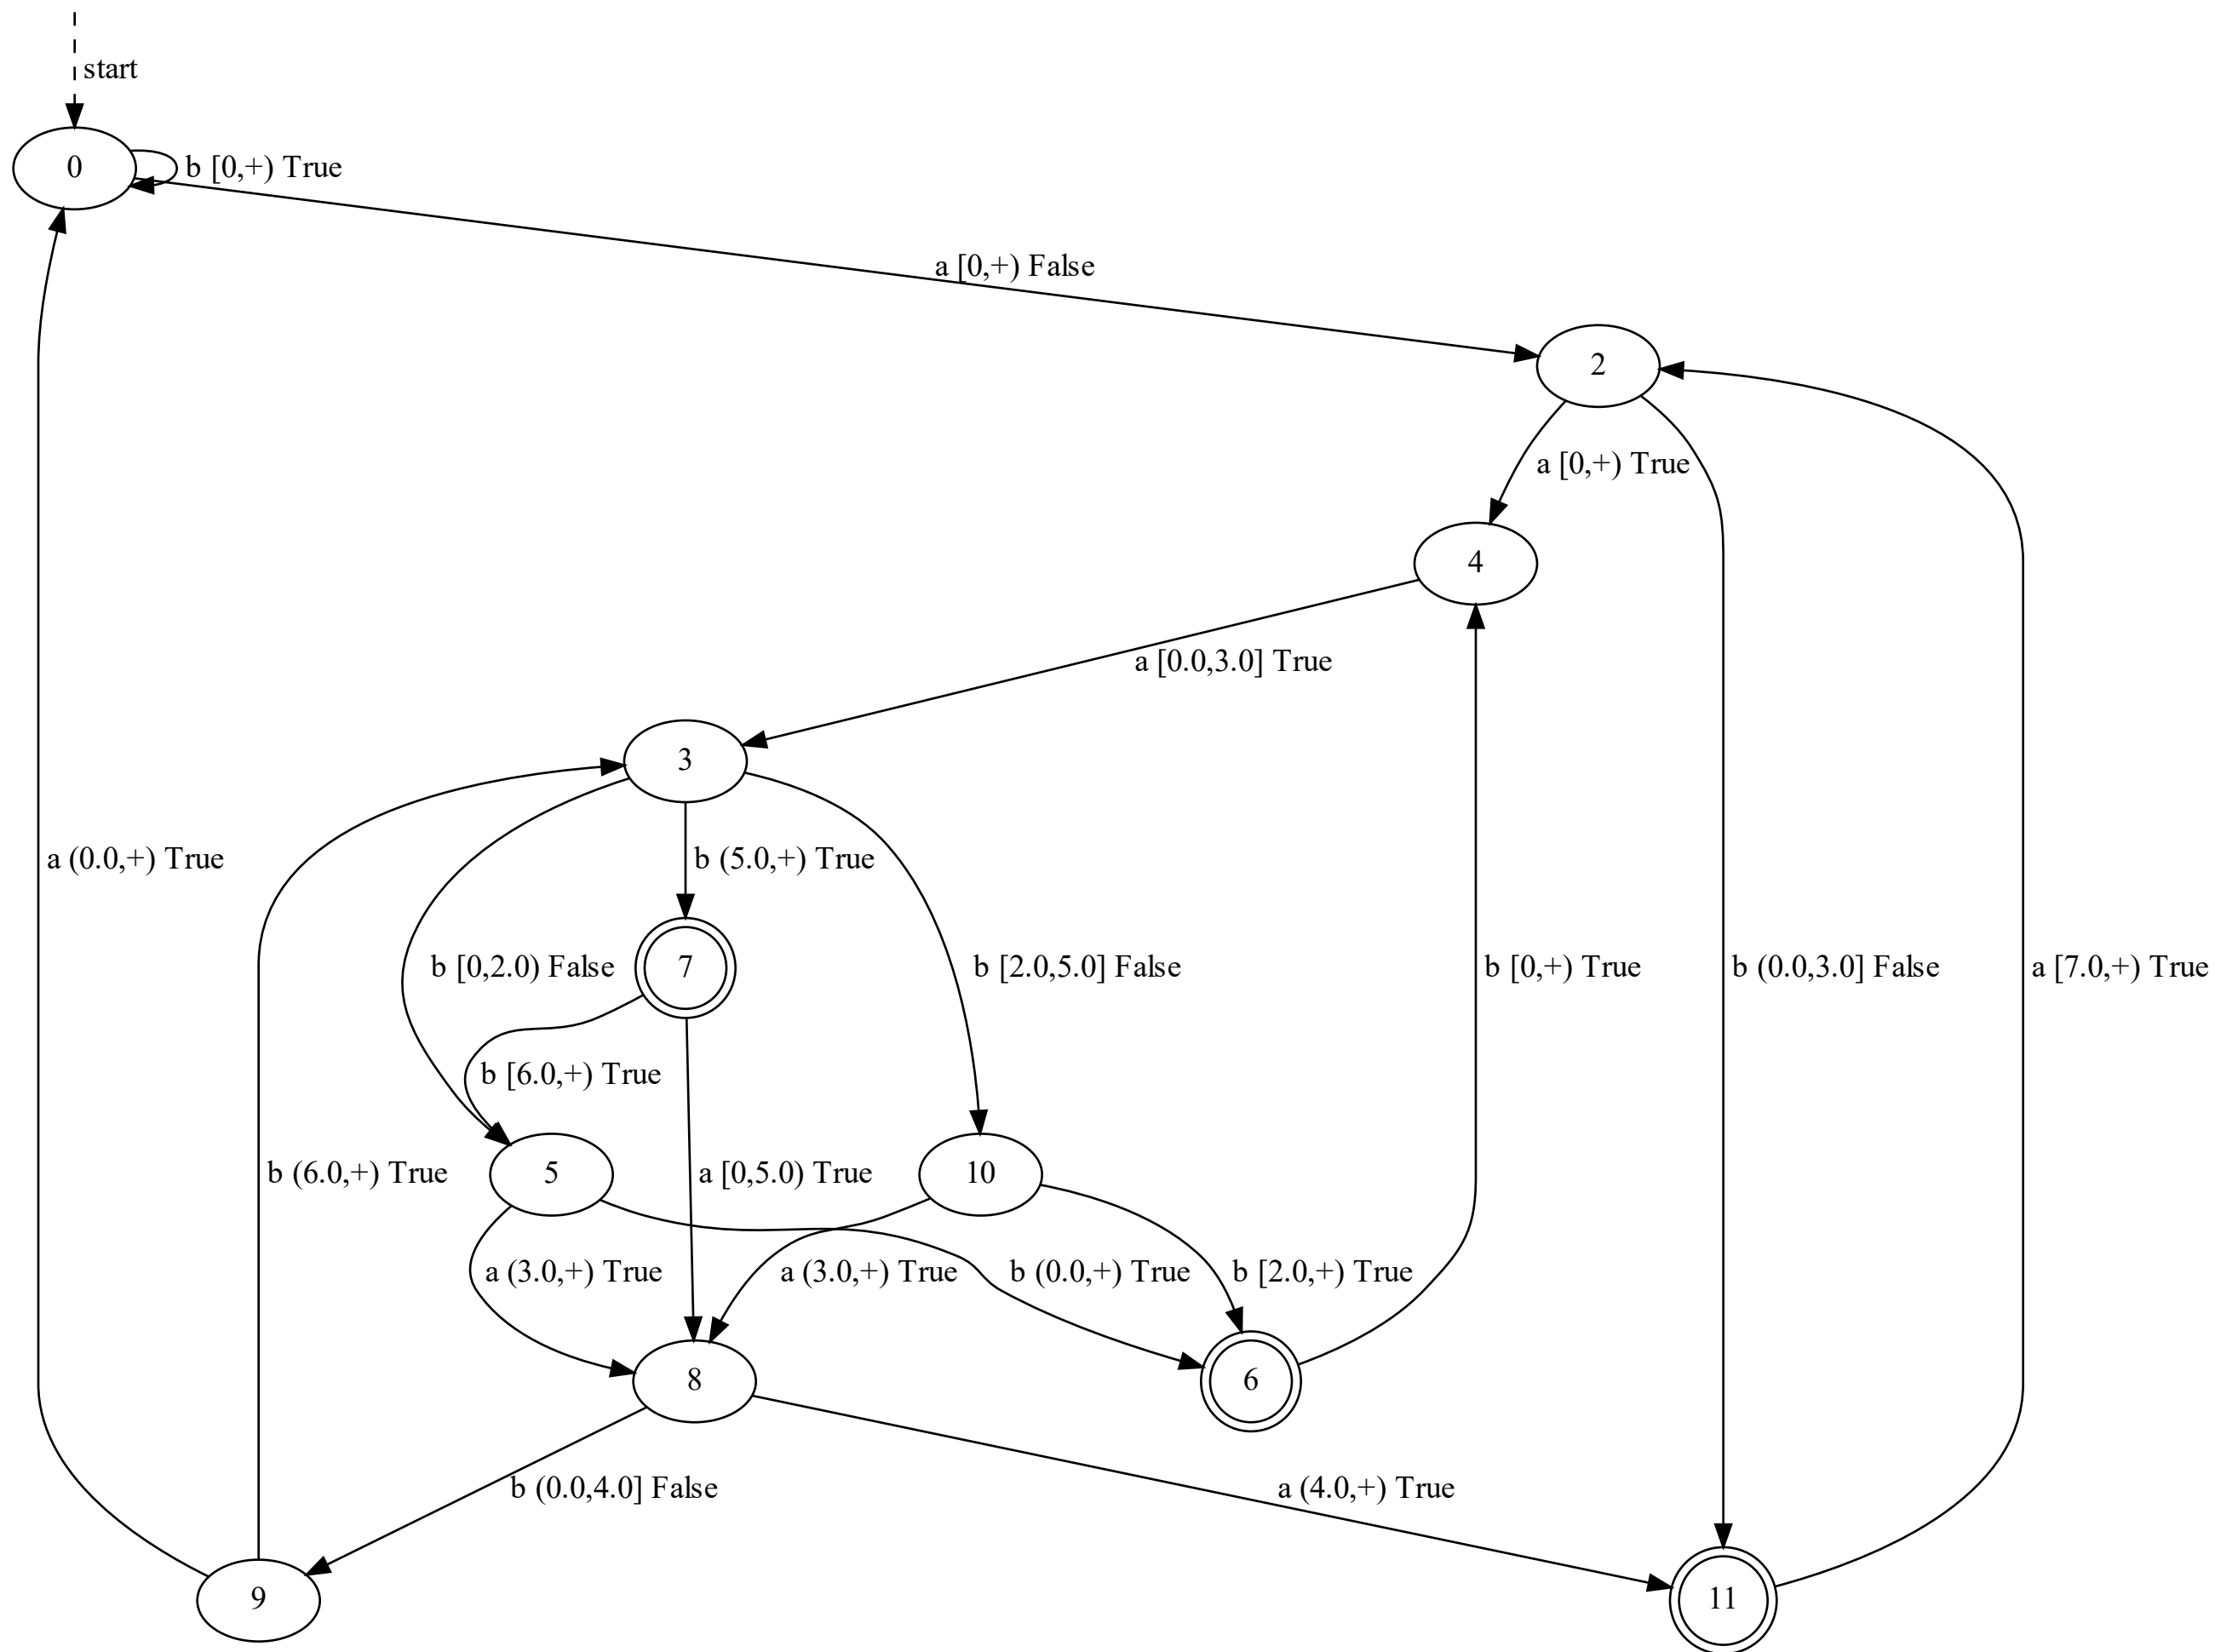 start
0
b [0,+) True
a [0,+) False
2
a [0,+) True
4
a [0.0,3.0] True
3
a (0.0,+) True
b (5.0,+) True
b [0,2.0) False
7
b [2.0,5.0] False
b [0,+) True
b (0.0,3.0] False
a [7.0,+) True
b [6.0,+) True
b (6.0,+) True
5
a [0,5.0) True
10
a (3.0,+) True
a (3.0,+) True
b (0.0,+) True
b [2.0,+) True
8
6
b (0.0,4.0] False
a (4.0,+) True
9
11